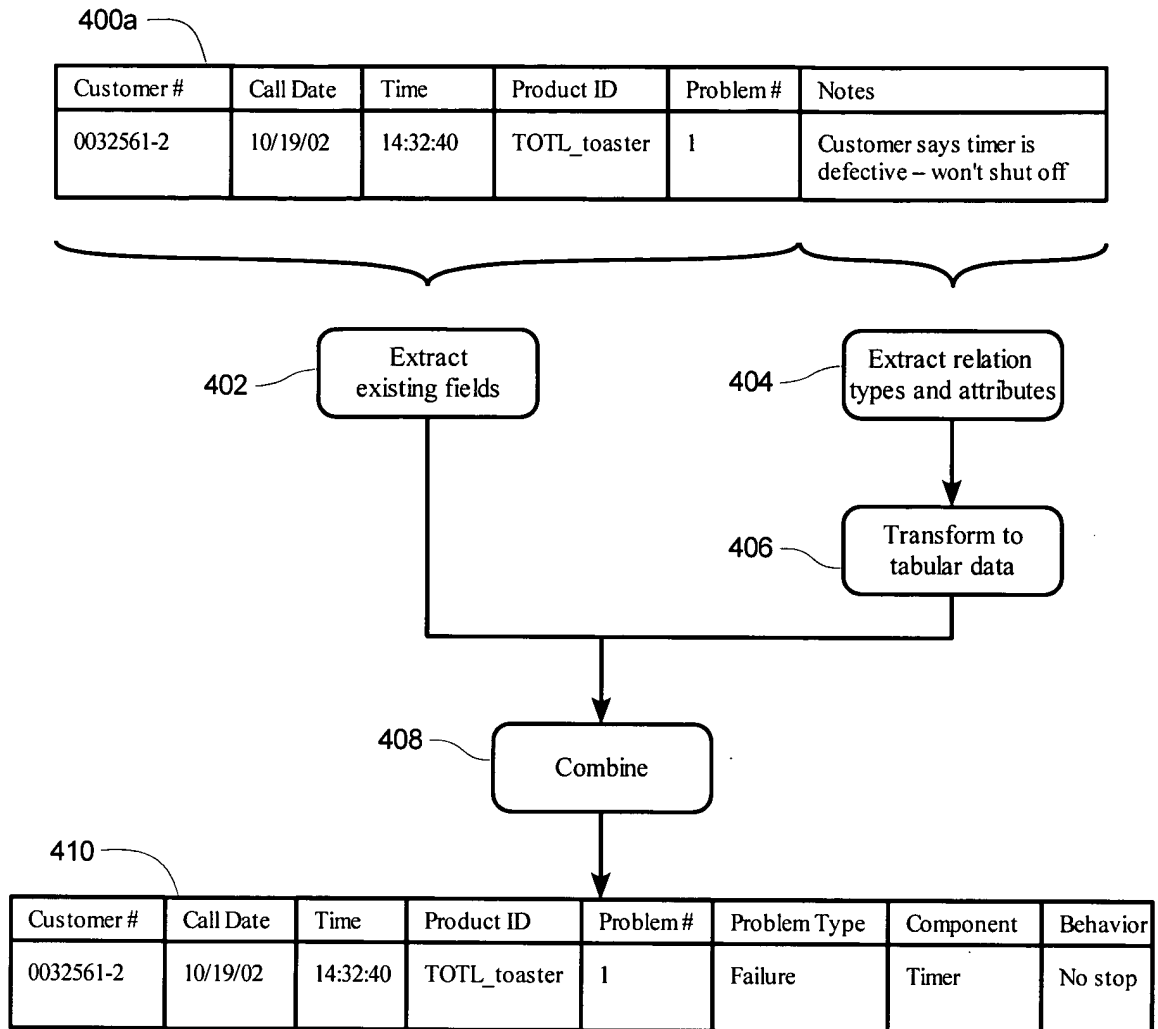 400a
Customer # Call Date Time Product ID Problem # Notes
0032561-2 10/19/02 14:32:40 TOTL_toaster 1 Customer says timer is
defective – won't shut off
Extract
existing fields
402
Extract relation
types and attributes
404
Transform to
tabular data
406
408
Combine
410
Customer # Call Date Time Product ID Problem # Problem Type Component Behavior
0032561-2 10/19/02 14:32:40 TOTL_toaster 1 Failure Timer No stop